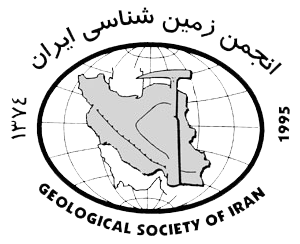 انجمن زمین شناسی ایران
۱۳۷۴
1995
GEOLOGICAL SOCIETY OF IRAN